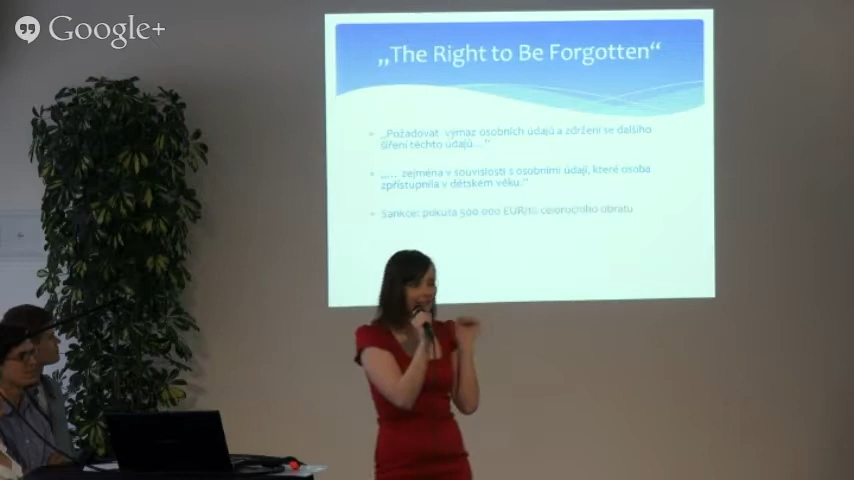 Google+
„The Right to Be Forgotten“
„Požadovat výmaz osobních údajů a zdržení se dalšího
šíření těchto údajů… “
„… zejména v souvislosti s osobními údaji, které osoba
zpřístupnila v dětském věku.“
Sankce: pokuta 500 000 EUR/1% celoročního obratu